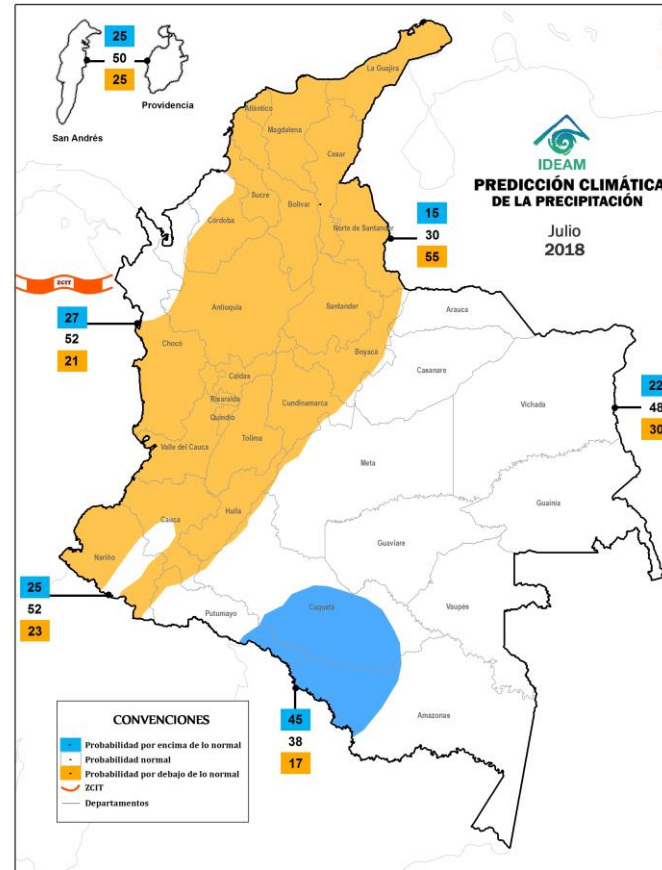 25
50
25
San Andrés
Providencia
La Guajira
Atlántico
Magdalena
Cesar
IDEAM
PREDICCIÓN CLIMÁTICA
DE LA PRECIPITACIÓN
Julio
2018
Sucre
Bolívar
Córdoba
Norte de Santander
15
30
55
ZCIT
Antioquia
Santander
Arauca
27
52
21
Chocó
Boyacá
Casanare
Caldas
Risaralda
Cundinamarca
Quindío
Vichada
22
48
30
Tolima
Valle del Cauca
Meta
Guainía
Huila
Cauca
Guaviare
Nariño
25
52
23
Putumayo
Caquetá
Vaupés
45
38
17
Amazonas
CONVENCIONES
Probabilidad por encima de lo normal
Probabilidad normal
Probabilidad por debajo de lo normal
ZCIT
Departamentos